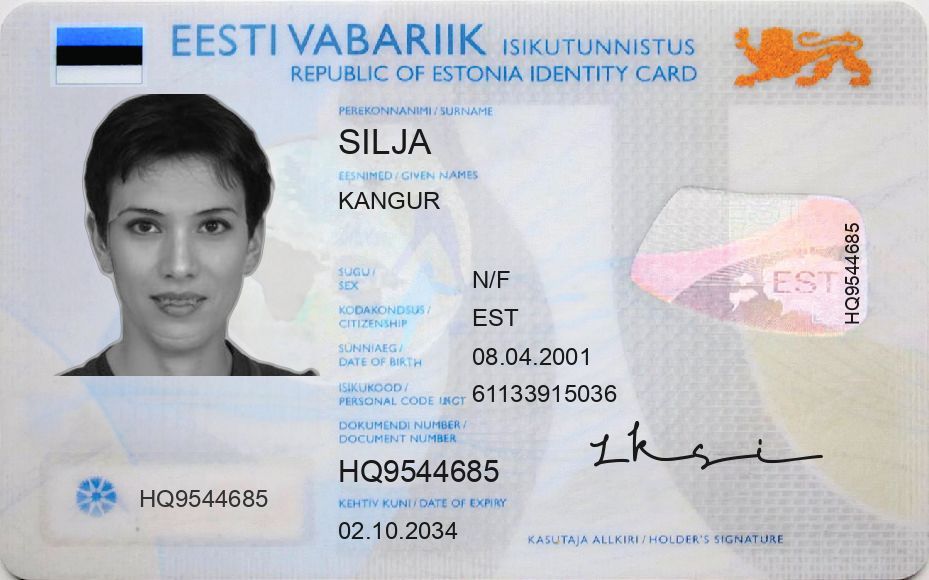 EESTI VABARIIK ISIKUTUNNISTUS
REPUBLIC OF ESTONIA IDENTITY CARD
PEREKONNANIMI / SURNAME
SILJA
EESNIMED / GIVEN NAMES
KANGUR
SUGU /
SEX
N/F
KODAKONDSUS /
CITIZENSHIP
EST
SÜNNIAEG /
DATE OF BIRTH
08.04.2001
ISIKUKOOD /
PERSONAL CODE
61133915036
DOKUMENDI NUMBER /
DOCUMENT NUMBER
HQ9544685
KEHTIV KUNI / DATE OF EXPIRY
02.10.2034
HQ9544685
EST
HQ9544685
KASUTAJA ALLKIRI / HOLDER'S SIGNATURE